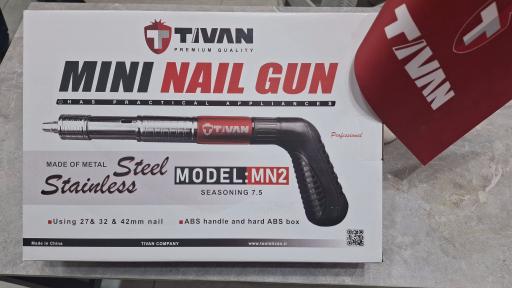 TIVAN
PREMIUM QUALITY
MINI NAIL GUN
HAS PRACTICAL APPLIANCES
TIVAN
Professional
MADE OF METAL
Stainless Steel
MODEL:MN2
SEASONING 7.5
Using 27& 32 & 42mm nail
ABS handle and hard ABS box
Made in China
TIVAN COMPANY
TIVAN